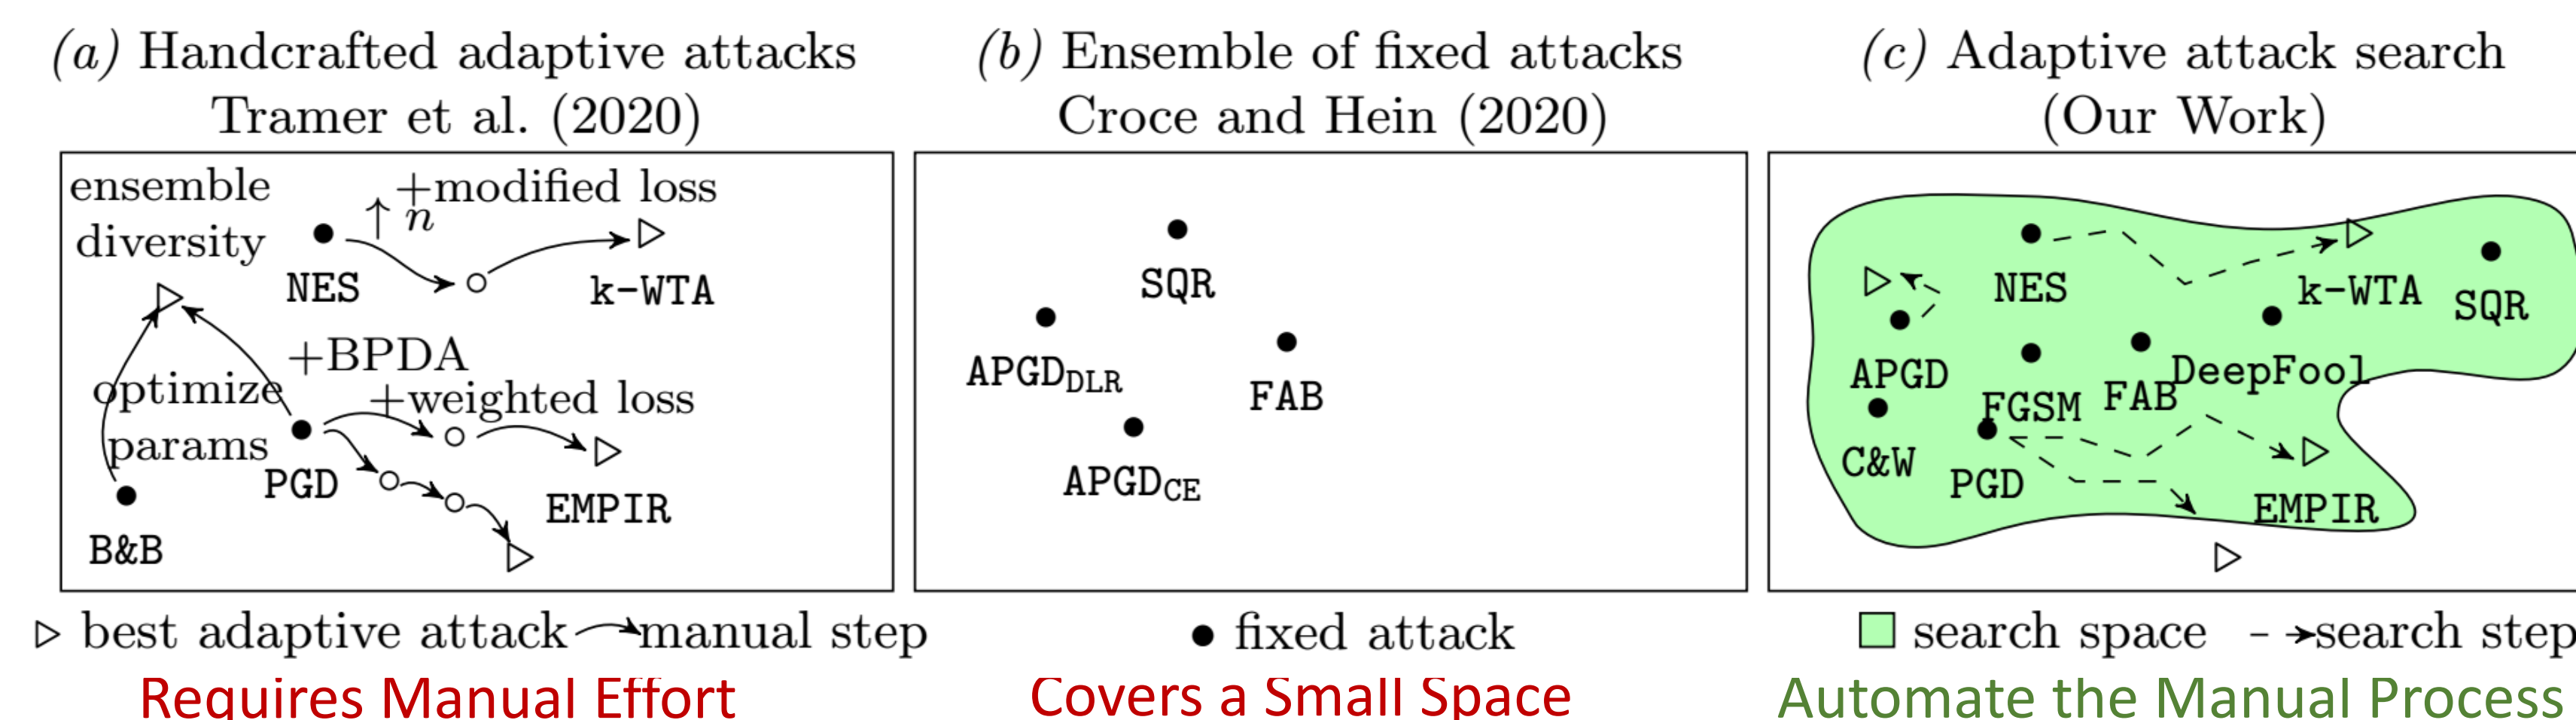 (a) Handcrafted adaptive attacks
Tramer et al. (2020)
ensemble
diversity
+modified loss
↑ n
NES
k-WTA
+BPDA
optimize
params
+weighted loss
PGD
EMPIR
B&B
▷ best adaptive attack → manual step
Requires Manual Effort
(b) Ensemble of fixed attacks
Croce and Hein (2020)
SQR
APGD_DLR
FAB
APGD_CE
● fixed attack
Covers a Small Space
(c) Adaptive attack search
(Our Work)
NES
k-WTA
SQR
APGD
FGSM
FAB
DeepFool
C&W
PGD
EMPIR
search space - → search step
Automate the Manual Process